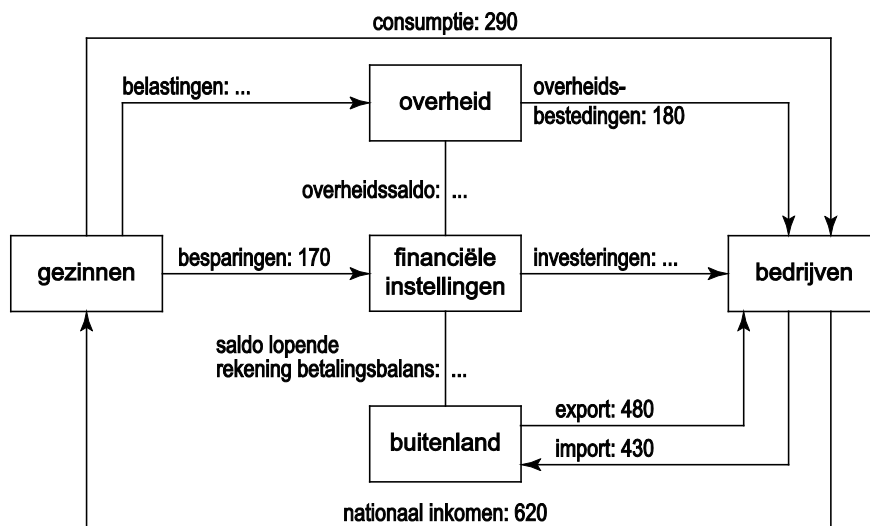 consumptie: 290
belastingen: ...
overheid
overheids-
bestedingen: 180
overheidssaldo: ...
gezinnen
besparingen: 170
financiële
instellingen
investeringen: ...
bedrijven
saldo lopende
rekening betalingsbalans: ...
buitenland
export: 480
import: 430
nationaal inkomen: 620